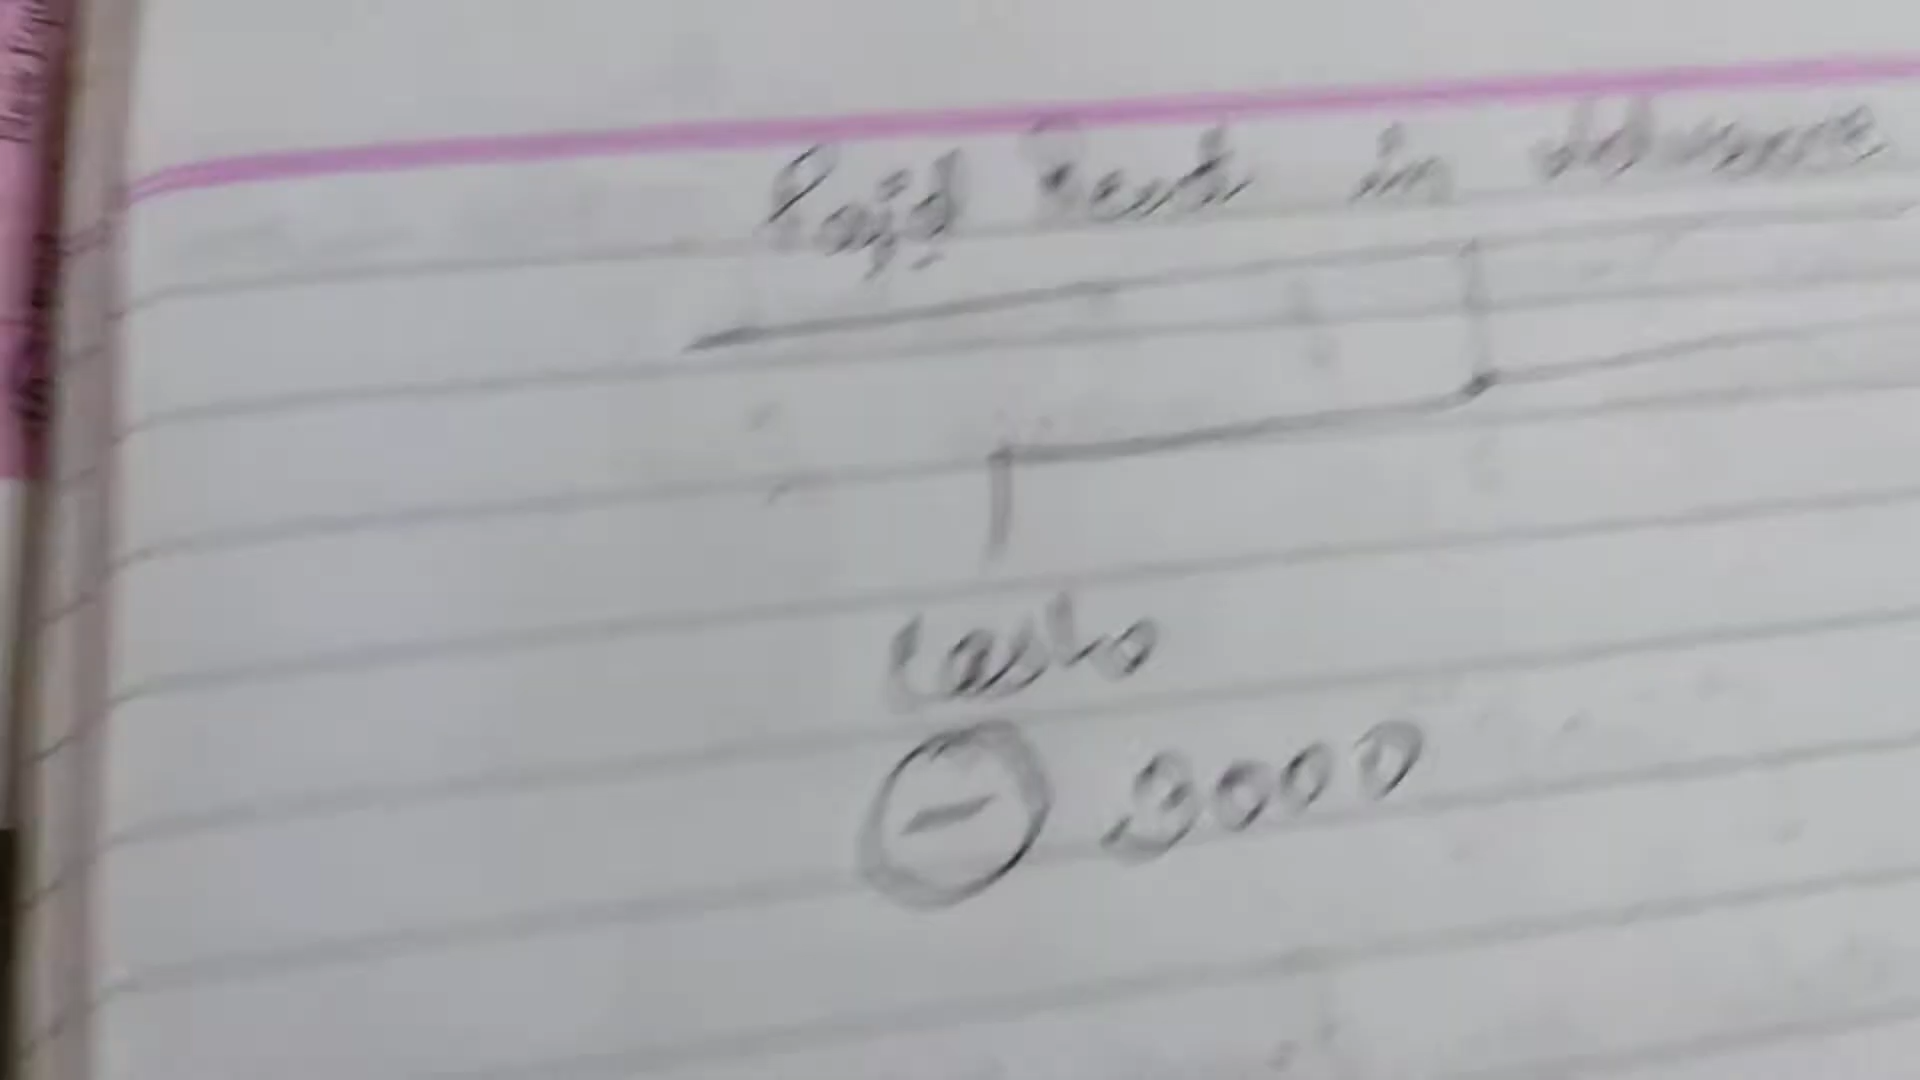 Paid Rent in advance
Cash
⊖ 3000